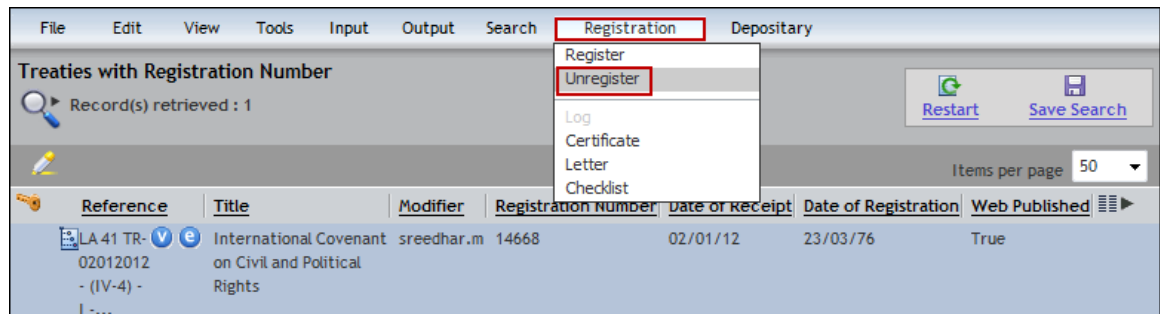 File Edit View Tools Input Output Search Registration Depositary
Register
Unregister
Log
Certificate
Letter
Checklist
Treaties with Registration Number
Record(s) retrieved : 1
Restart Save Search
Items per page 50
Reference Title Modifier Registration Number Date of Receipt Date of Registration Web Published
LA 41 TR- V e International Covenant sreedhar.m 14668 02/01/12 23/03/76 True
02012012 on Civil and Political
- (IV-4) - Rights